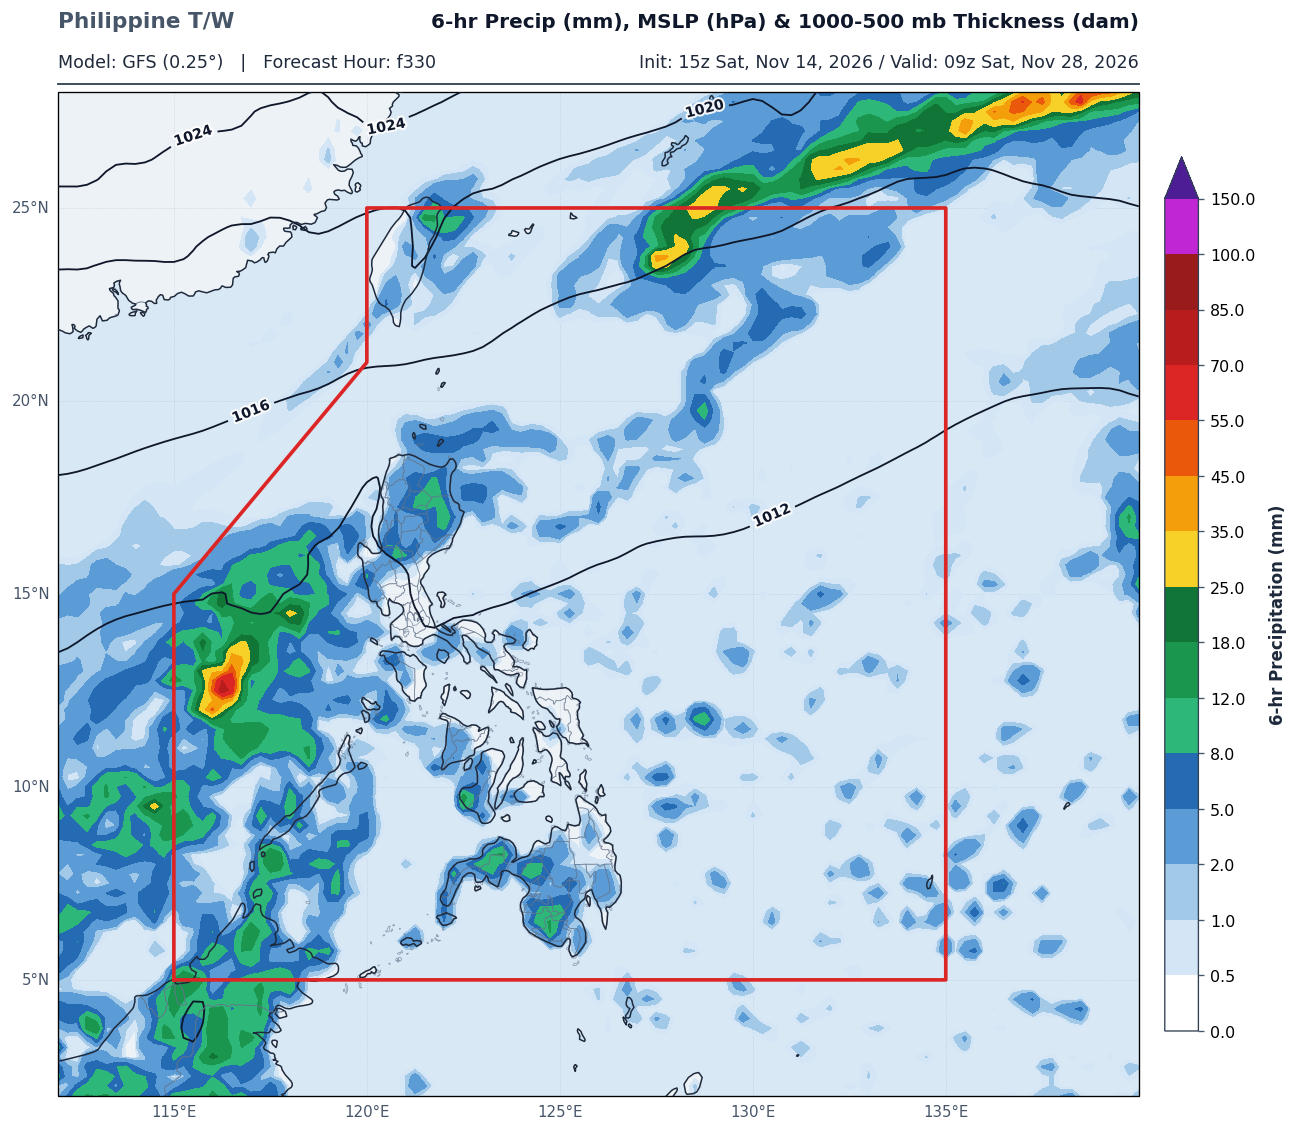 Philippine T/W
6-hr Precip (mm), MSLP (hPa) & 1000-500 mb Thickness (dam)
Model: GFS (0.25°) | Forecast Hour: f330
Init: 15z Sat, Nov 14, 2026 / Valid: 09z Sat, Nov 28, 2026
1024
1024
1020
1016
1012
25°N
20°N
15°N
10°N
5°N
115°E
120°E
125°E
130°E
135°E
150.0
100.0
85.0
70.0
55.0
45.0
35.0
25.0
18.0
12.0
8.0
5.0
2.0
1.0
0.5
0.0
6-hr Precipitation (mm)